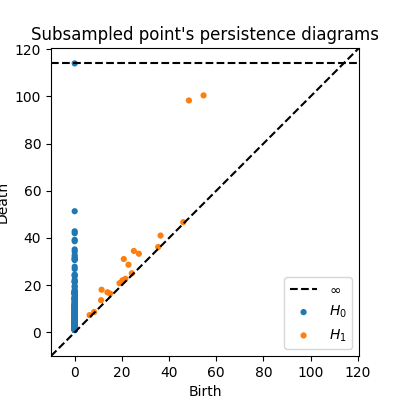 Subsampled point's persistence diagrams
120
100
80
60
40
20
0
Death
0 20 40 60 80 100 120
Birth
∞
H₀
H₁